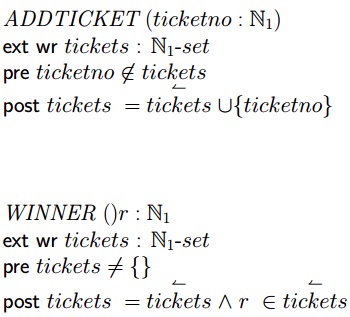 ADDTICKET (ticketno : ℕ₁)
ext wr tickets : ℕ₁-set
pre ticketno ∉ tickets
post tickets = ↼tickets ∪{ticketno}
WINNER ()r : ℕ₁
ext wr tickets : ℕ₁-set
pre tickets ≠ {}
post tickets = ↼tickets ∧ r ∈ ↼tickets